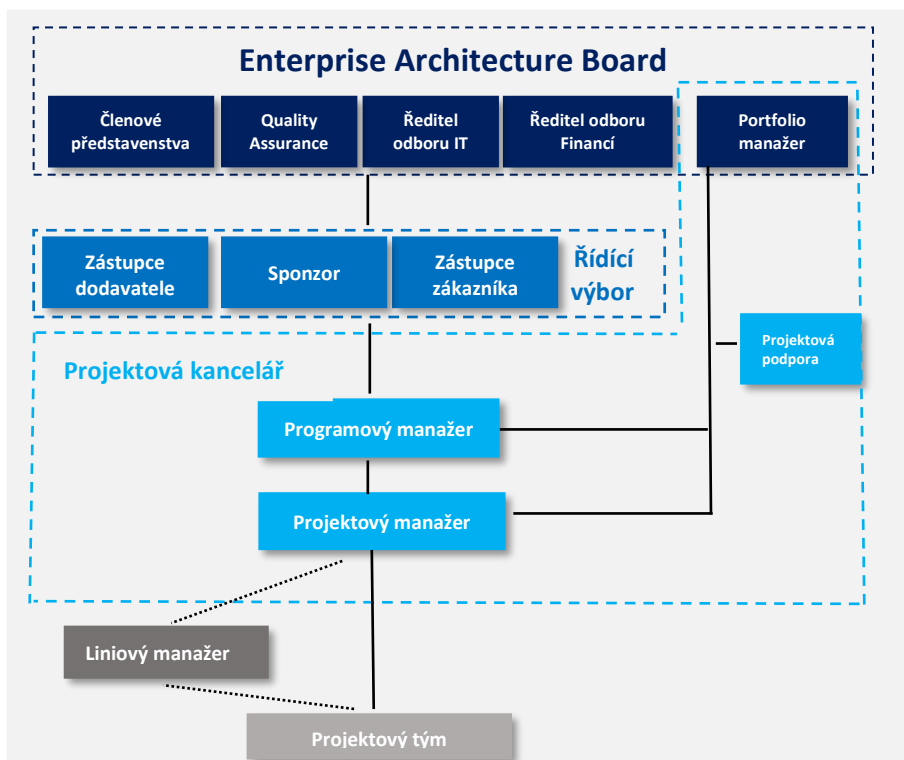 Enterprise Architecture Board
Členové
představenstva
Quality
Assurance
Ředitel
odboru IT
Ředitel odboru
Financí
Portfolio
manažer
Zástupce
dodavatele
Sponzor
Zástupce
zákazníka
Řídící
výbor
Projektová
podpora
Projektová kancelář
Programový manažer
Projektový manažer
Liniový manažer
Projektový tým